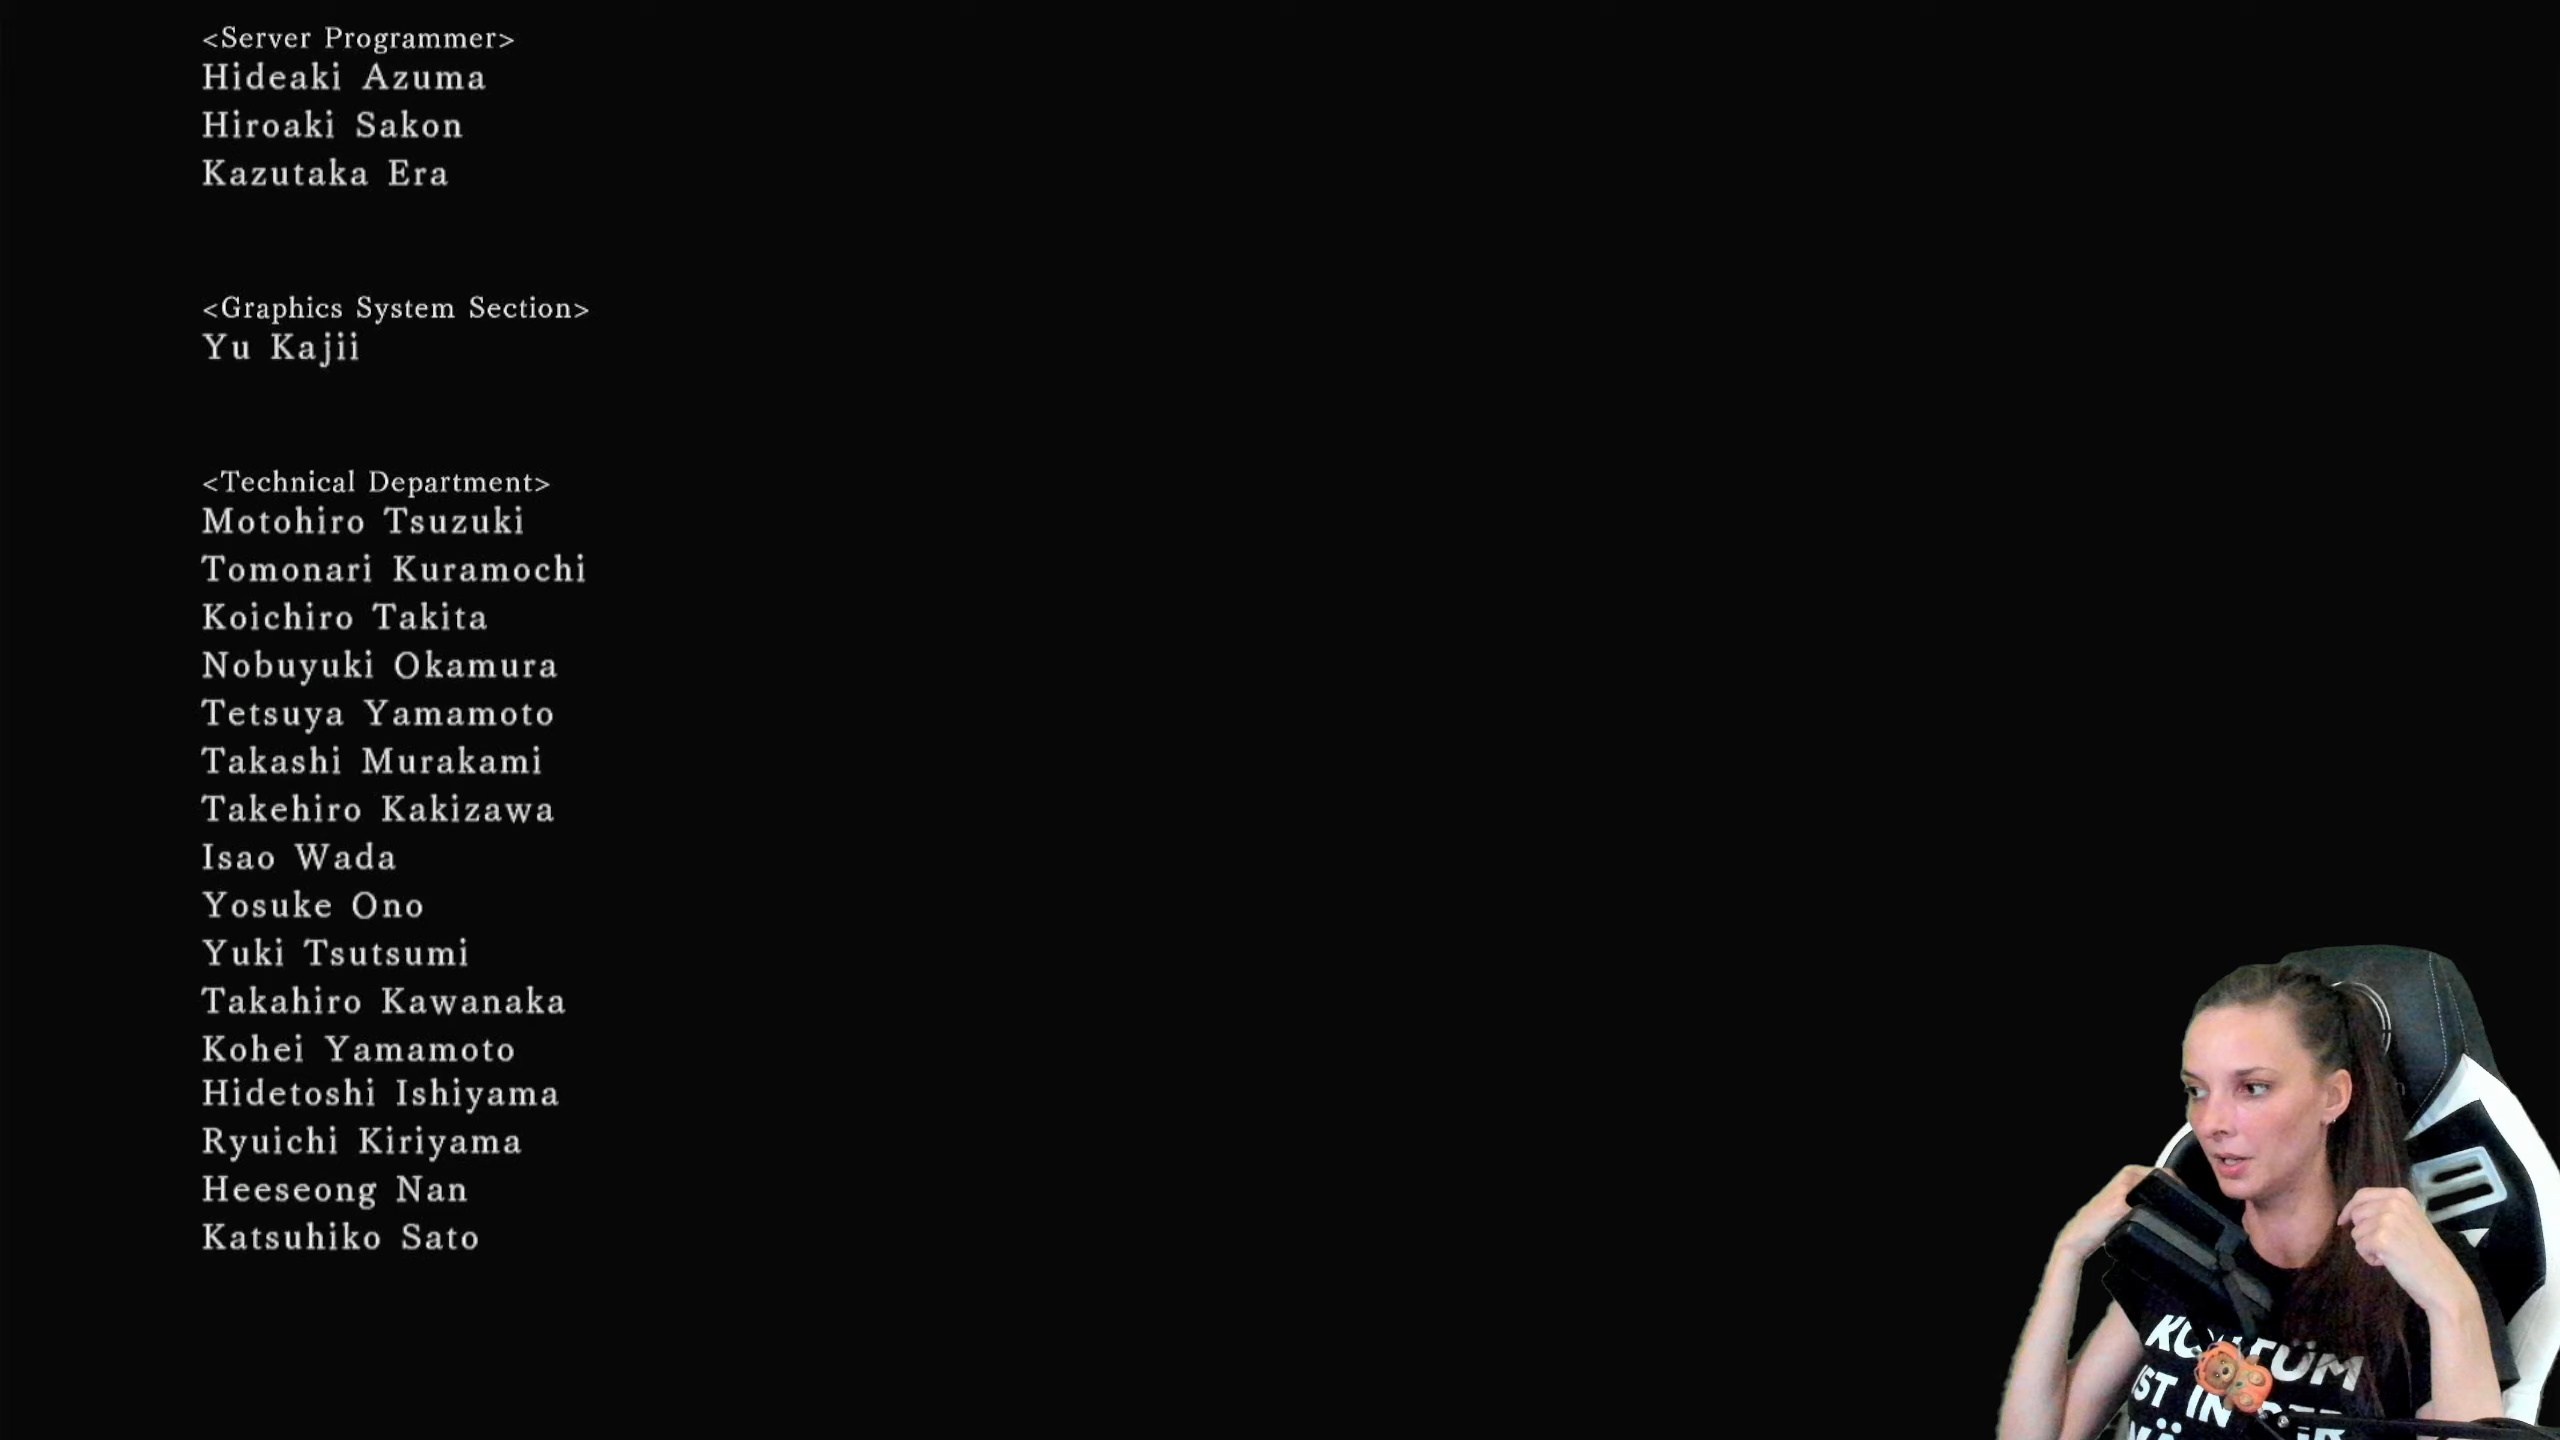 <Server Programmer>
Hideaki Azuma
Hiroaki Sakon
Kazutaka Era
<Graphics System Section>
Yu Kajii
<Technical Department>
Motohiro Tsuzuki
Tomonari Kuramochi
Koichiro Takita
Nobuyuki Okamura
Tetsuya Yamamoto
Takashi Murakami
Takehiro Kakizawa
Isao Wada
Yosuke Ono
Yuki Tsutsumi
Takahiro Kawanaka
Kohei Yamamoto
Hidetoshi Ishiyama
Ryuichi Kiriyama
Heeseong Nan
Katsuhiko Sato
IN